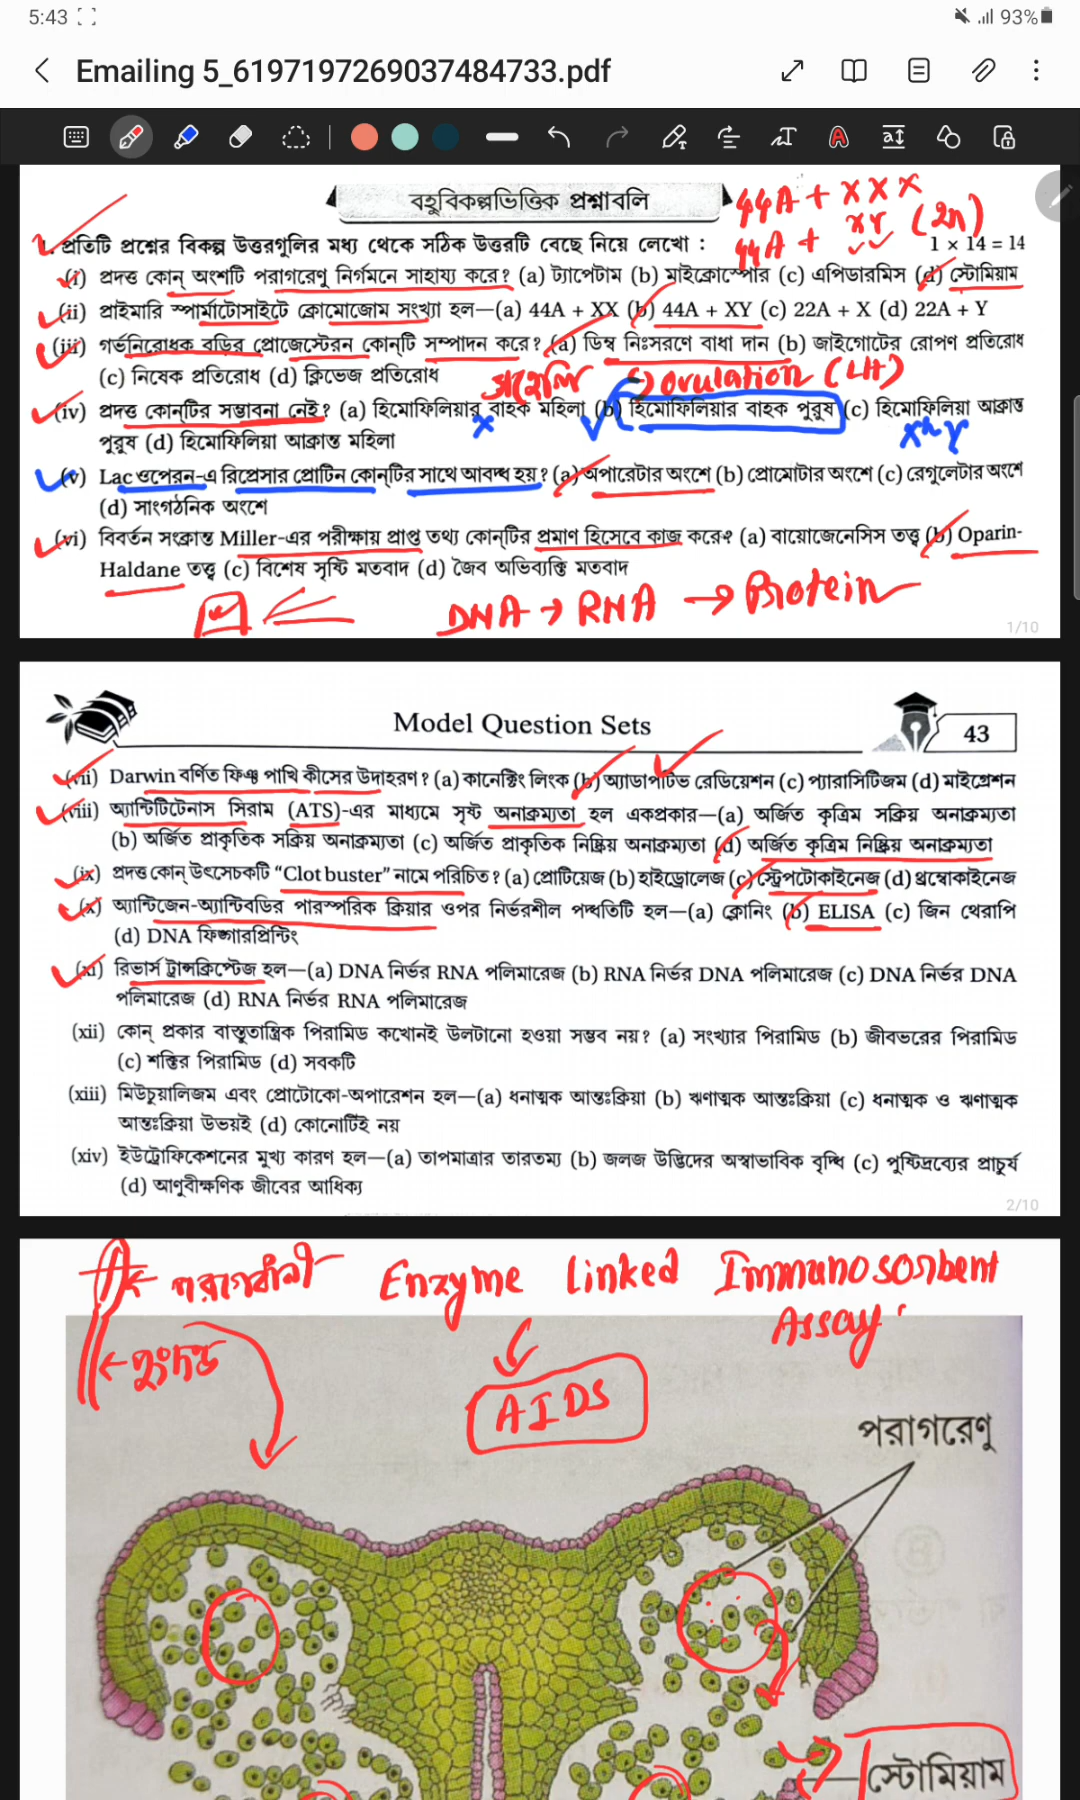 5:43
93%
Emailing 5_6197197269037484733.pdf
বহুবিকল্পভিত্তিক প্রশ্নাবলি
44A + XXX
44A + XY (2n)
1. প্রতিটি প্রশ্নের বিকল্প উত্তরগুলির মধ্য থেকে সঠিক উত্তরটি বেছে নিয়ে লেখো : 1 × 14 = 14
(i) প্রদত্ত কোন্ অংশটি পরাগরেণু নির্গমনে সাহায্য করে? (a) ট্যাপেটাম (b) মাইক্রোস্পোর (c) এপিডারমিস (d) স্টোমিয়াম
(ii) প্রাইমারি স্পার্মাটোসাইটে ক্রোমোজোম সংখ্যা হল—(a) 44A + XX (b) 44A + XY (c) 22A + X (d) 22A + Y
(iii) গর্ভনিরোধক বড়ির প্রোজেস্টেরন কোন্‌টি সম্পাদন করে? (a) ডিম্ব নিঃসরণে বাধা দান (b) জাইগোটের রোপণ প্রতিরোধ
(c) নিষেক প্রতিরোধ (d) ক্লিভেজ প্রতিরোধ
ovulation (LH)
(iv) প্রদত্ত কোন্‌টির সম্ভাবনা নেই? (a) হিমোফিলিয়ার বাহক মহিলা (b) হিমোফিলিয়ার বাহক পুরুষ (c) হিমোফিলিয়া আক্রান্ত
পুরুষ (d) হিমোফিলিয়া আক্রান্ত মহিলা
(v) Lac ওপেরন-এ রিপ্রেসার প্রোটিন কোন্‌টির সাথে আবদ্ধ হয়? (a) অপারেটার অংশে (b) প্রোমোটার অংশে (c) রেগুলেটার অংশে
(d) সাংগঠনিক অংশে
(vi) বিবর্তন সংক্রান্ত Miller-এর পরীক্ষায় প্রাপ্ত তথ্য কোন্‌টির প্রমাণ হিসেবে কাজ করে? (a) বায়োজেনেসিস তত্ত্ব (b) Oparin-
Haldane তত্ত্ব (c) বিশেষ সৃষ্টি মতবাদ (d) জৈব অভিব্যক্তি মতবাদ
DNA → RNA → Protein
1/10
Model Question Sets
43
(vii) Darwin বর্ণিত ফিঞ্চ পাখি কীসের উদাহরণ? (a) কানেক্টিং লিংক (b) অ্যাডাপটিভ রেডিয়েশন (c) প্যারাসিটিজম (d) মাইগ্রেশন
(viii) অ্যান্টিটিটেনাস সিরাম (ATS)-এর মাধ্যমে সৃষ্ট অনাক্রম্যতা হল একপ্রকার—(a) অর্জিত কৃত্রিম সক্রিয় অনাক্রম্যতা
(b) অর্জিত প্রাকৃতিক সক্রিয় অনাক্রম্যতা (c) অর্জিত প্রাকৃতিক নিষ্ক্রিয় অনাক্রম্যতা (d) অর্জিত কৃত্রিম নিষ্ক্রিয় অনাক্রম্যতা
(ix) প্রদত্ত কোন্ উৎসেচকটি “Clot buster” নামে পরিচিত? (a) প্রোটিয়েজ (b) হাইড্রোলেজ (c) স্ট্রেপটোকাইনেজ (d) থ্রম্বোকাইনেজ
(x) অ্যান্টিজেন-অ্যান্টিবডির পারস্পরিক ক্রিয়ার ওপর নির্ভরশীল পদ্ধতিটি হল—(a) ক্লোনিং (b) ELISA (c) জিন থেরাপি
(d) DNA ফিঙ্গারপ্রিন্টিং
(xi) রিভার্স ট্রান্সক্রিপ্টেজ হল—(a) DNA নির্ভর RNA পলিমারেজ (b) RNA নির্ভর DNA পলিমারেজ (c) DNA নির্ভর DNA
পলিমারেজ (d) RNA নির্ভর RNA পলিমারেজ
(xii) কোন্ প্রকার বাস্তুতান্ত্রিক পিরামিড কখোনই উলটানো হওয়া সম্ভব নয়? (a) সংখ্যার পিরামিড (b) জীবভরের পিরামিড
(c) শক্তির পিরামিড (d) সবকটি
(xiii) মিউচুয়ালিজম এবং প্রোটোকো-অপারেশন হল—(a) ধনাত্মক আন্তঃক্রিয়া (b) ঋণাত্মক আন্তঃক্রিয়া (c) ধনাত্মক ও ঋণাত্মক
আন্তঃক্রিয়া উভয়ই (d) কোনোটিই নয়
(xiv) ইউট্রোফিকেশনের মুখ্য কারণ হল—(a) তাপমাত্রার তারতম্য (b) জলজ উদ্ভিদের অস্বাভাবিক বৃদ্ধি (c) পুষ্টিদ্রব্যের প্রাচুর্য
(d) আণুবীক্ষণিক জীবের আধিক্য
2/10
পরাগধানী Enzyme Linked Immunosorbent
Assay
পুংদণ্ড
AIDS
পরাগরেণু
স্টোমিয়াম